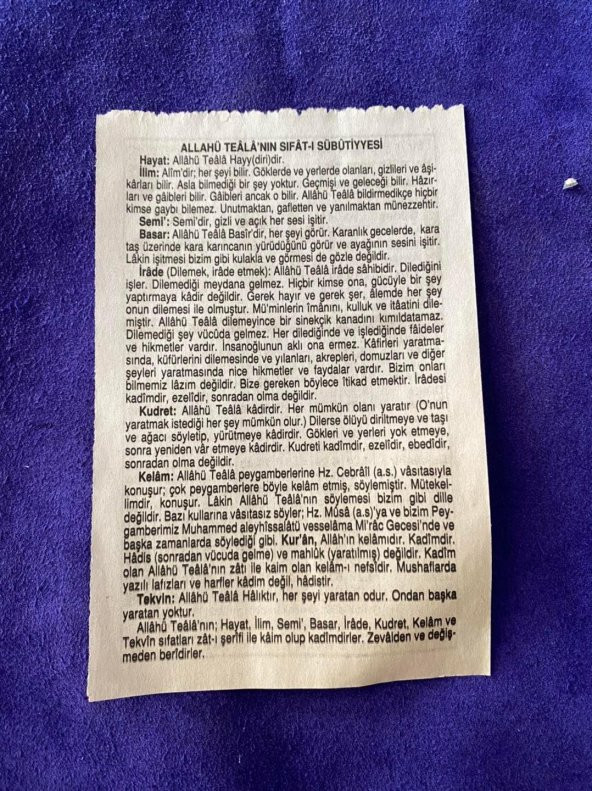 ALLAHÜ TEÂLÂ'NIN SIFÂT-I SÜBÛTİYYESİ
Hayat: Allâhü Teâlâ Hayy(diri)dir.
İlim: Alîm'dir; her şeyi bilir. Göklerde ve yerlerde olanları, gizlileri ve âşi-
kârları bilir. Asla bilmediği bir şey yoktur. Geçmişi ve geleceği bilir. Hâzır-
ları ve gâibleri bilir. Gâibleri ancak o bilir. Allâhü Teâlâ bildirmedikçe hiçbir
kimse gaybı bilemez. Unutmaktan, gafletten ve yanılmaktan münezzehtir.
Semi': Semi'dir, gizli ve açık her sesi işitir.
Basar: Allâhü Teâlâ Basîr'dir, her şeyi görür. Karanlık gecelerde, kara
taş üzerinde kara karıncanın yürüdüğünü görür ve ayağının sesini işitir.
Lâkin işitmesi bizim gibi kulakla ve görmesi de gözle değildir.
İrâde (Dilemek, irâde etmek): Allâhü Teâlâ irâde sâhibidir. Dilediğini
işler. Dilemediği meydana gelmez. Hiçbir kimse ona, gücüyle bir şey
yaptırmaya kâdir değildir. Gerek hayır ve gerek şer, âlemde her şey
onun dilemesi ile olmuştur. Mü'minlerin îmânını, kulluk ve itâatini dile-
miştir. Allâhü Teâlâ dilemeyince bir sinekçik kanadını kımıldatamaz.
Dilemediği şey vücûda gelmez. Her dilediğinde ve işlediğinde fâideler
ve hikmetler vardır. İnsanoğlunun aklı ona ermez. Kâfirleri yaratma-
sında, küfürlerini dilemesinde ve yılanları, akrepleri, domuzları ve diğer
şeyleri yaratmasında nice hikmetler ve faydalar vardır. Bizim onları
bilmemiz lâzım değildir. Bize gereken böylece îtikad etmektir. İrâdesi
kadîmdir, ezelîdir, sonradan olma değildir.
Kudret: Allâhü Teâlâ kâdirdir. Her mümkün olanı yaratır (O'nun
yaratmak istediği her şey mümkün olur.) Dilerse ölüyü diriltmeye ve taşı
ve ağacı söyletip, yürütmeye kâdirdir. Gökleri ve yerleri yok etmeye,
sonra yeniden vâr etmeye kâdirdir. Kudreti kadîmdir, ezelîdir, ebedîdir,
sonradan olma değildir.
Kelâm: Allâhü Teâlâ peygamberlerine Hz. Cebrâîl (a.s.) vâsıtasıyla
konuşur; çok peygamberlere böyle kelâm etmiş, söylemiştir. Mütekel-
limdir, konuşur. Lâkin Allâhü Teâlâ'nın söylemesi bizim gibi dille
değildir. Bazı kullarına vâsıtasız söyler; Hz. Mûsâ (a.s)'ya ve bizim Pey-
gamberimiz Muhammed aleyhissalâtü vesselâma Mi'râc Gecesi'nde ve
başka zamanlarda söylediği gibi. Kur'ân, Allâh'ın kelâmıdır. Kadîmdir.
Hâdis (sonradan vücuda gelme) ve mahlûk (yaratılmış) değildir. Kadîm
olan Allâhü Teâlâ'nın zâti ile kaim olan kelâm-ı nefsîdir. Mushaflarda
yazılı lafızları ve harfler kâdim değil, hâdistir.
Tekvin: Allâhü Teâlâ Hâlıktır, her şeyi yaratan odur. Ondan başka
yaratan yoktur.
Allâhü Teâlâ'nın; Hayat, İlim, Semi', Basar, İrâde, Kudret, Kelâm ve
Tekvîn sıfatları zât-ı şerîfi ile kâim olup kadîmdirler. Zevâlden ve değiş-
meden berîdirler.